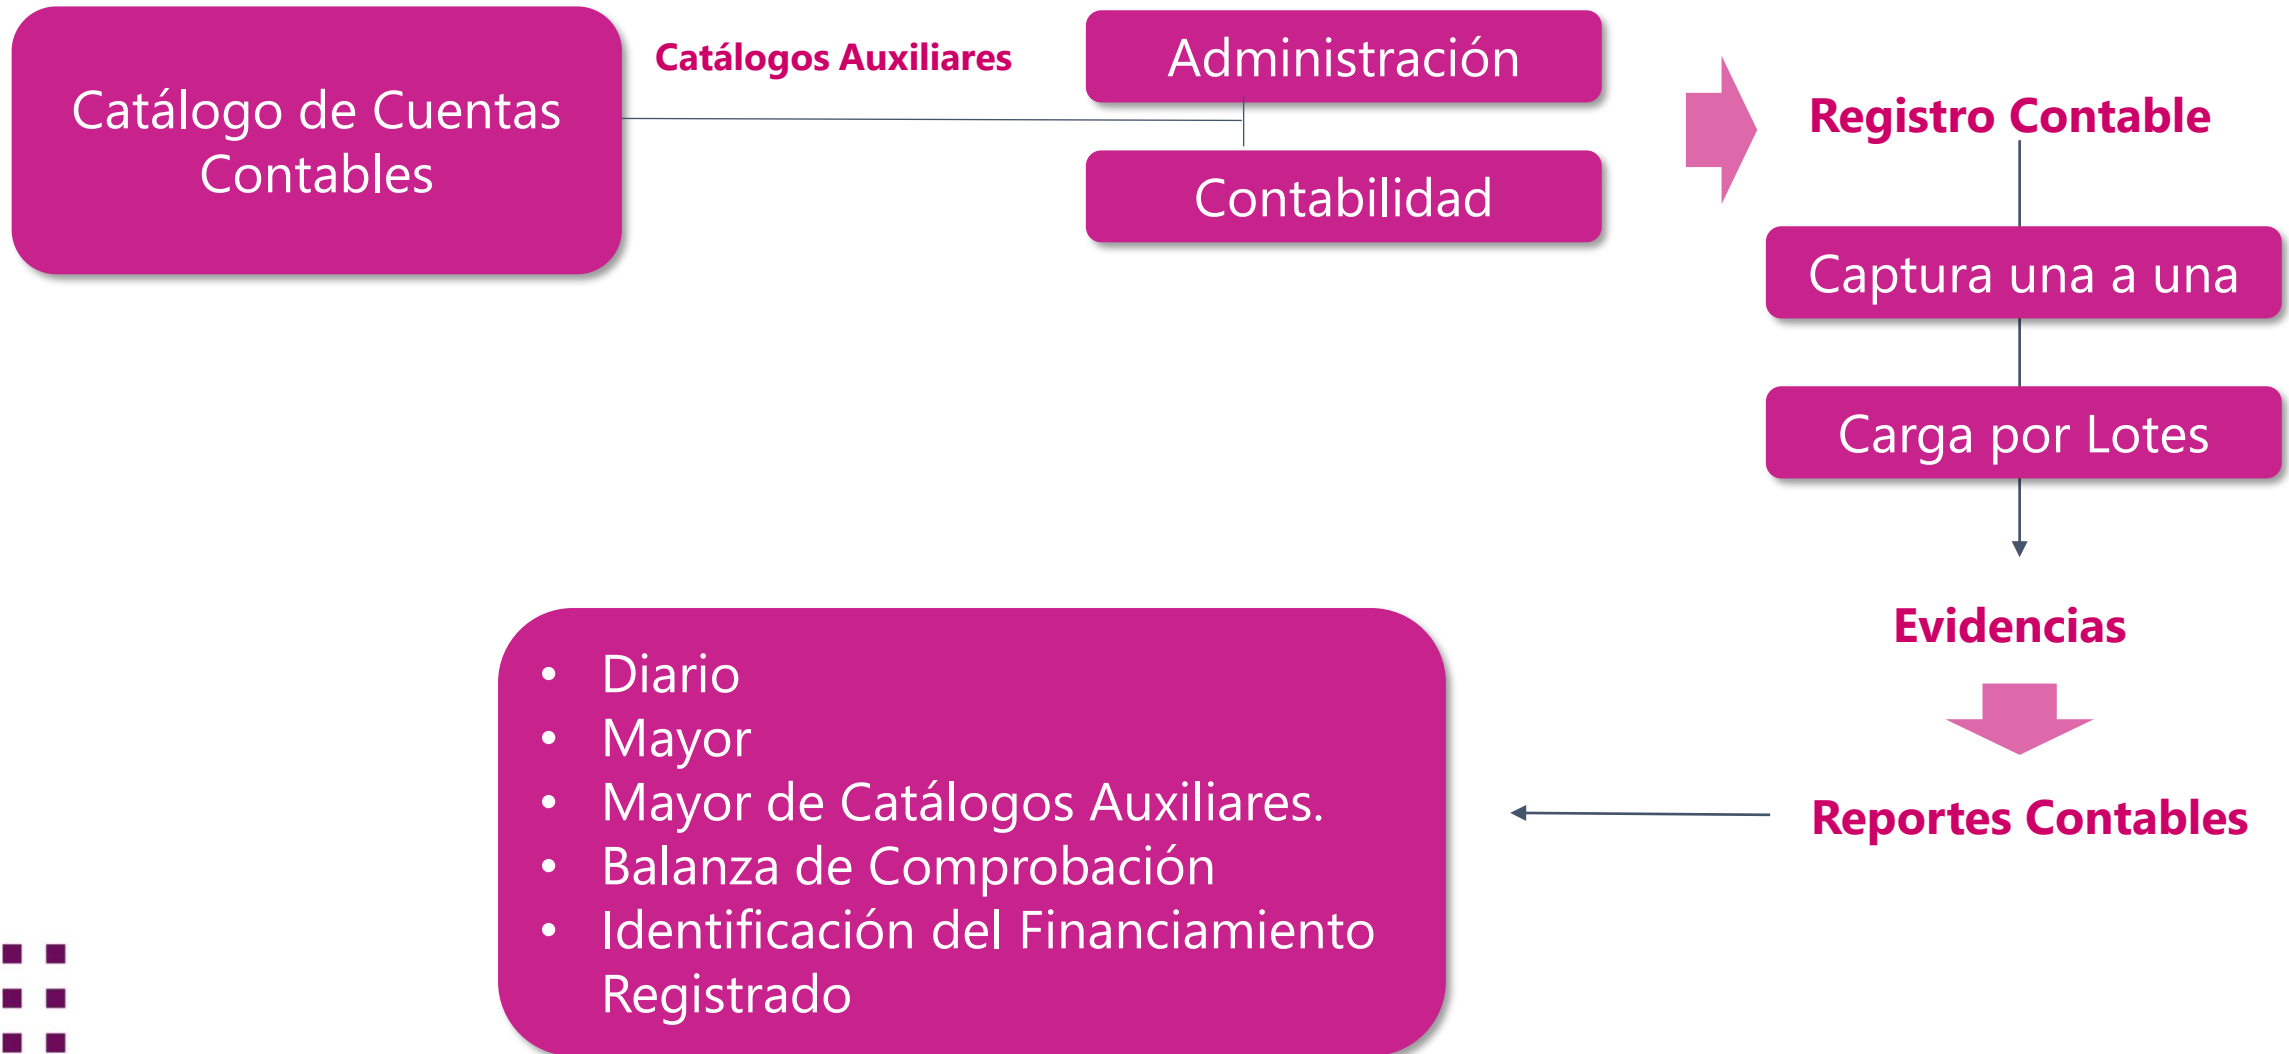 Catálogo de Cuentas
Contables
Catálogos Auxiliares
Administración
Contabilidad
Registro Contable
Captura una a una
Carga por Lotes
Evidencias
Reportes Contables
• Diario
• Mayor
• Mayor de Catálogos Auxiliares.
• Balanza de Comprobación
• Identificación del Financiamiento
Registrado